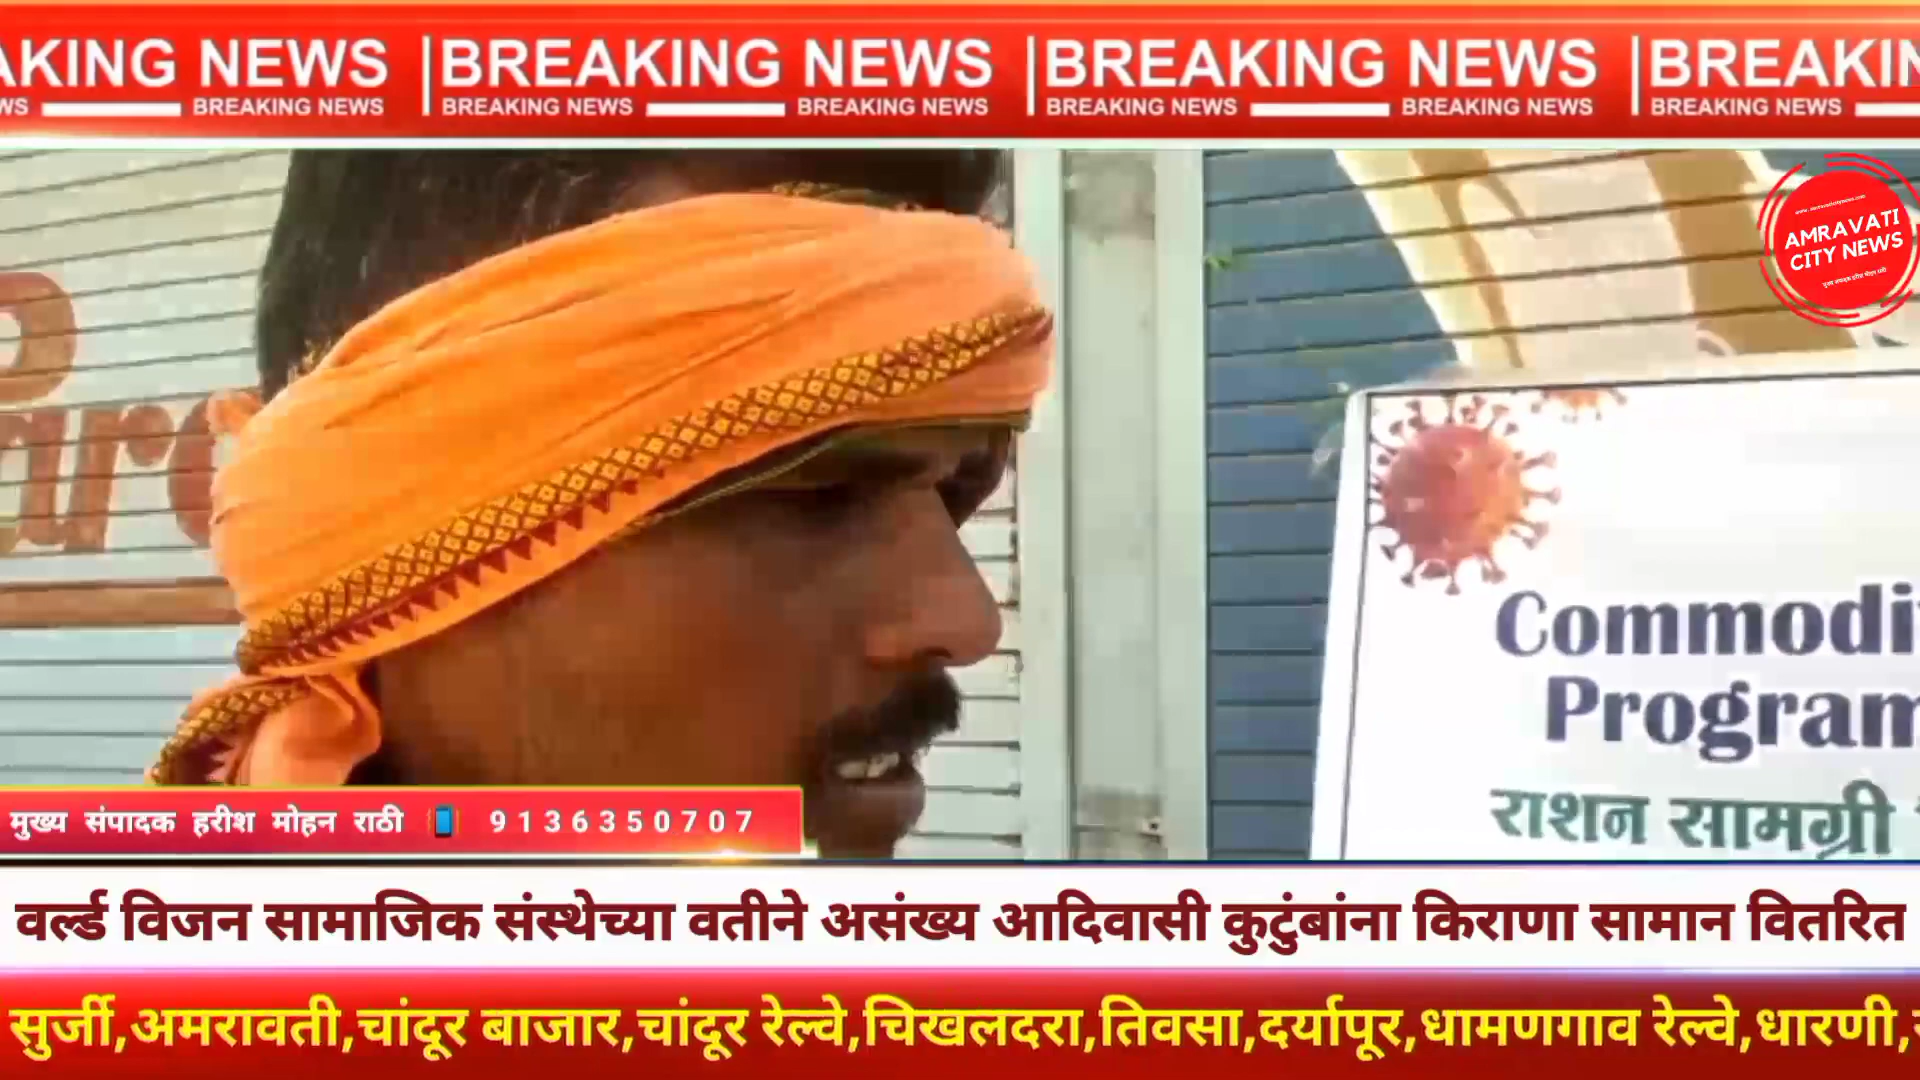 AKING NEWS BREAKING NEWS BREAKING NEWS BREAKIN
WS BREAKING NEWS BREAKING NEWS BREAKING NEWS BREAKING NEWS BREAKING NEWS BREAKING NEWS
AMRAVATI
CITY NEWS
Commodi
Program
राशन सामग्री
मुख्य संपादक हरीश मोहन राठी 9136350707
वर्ल्ड विजन सामाजिक संस्थेच्या वतीने असंख्य आदिवासी कुटुंबांना किराणा सामान वितरित
सुर्जी,अमरावती,चांदूर बाजार,चांदूर रेल्वे,चिखलदरा,तिवसा,दर्यापूर,धामणगाव रेल्वे,धारणी,